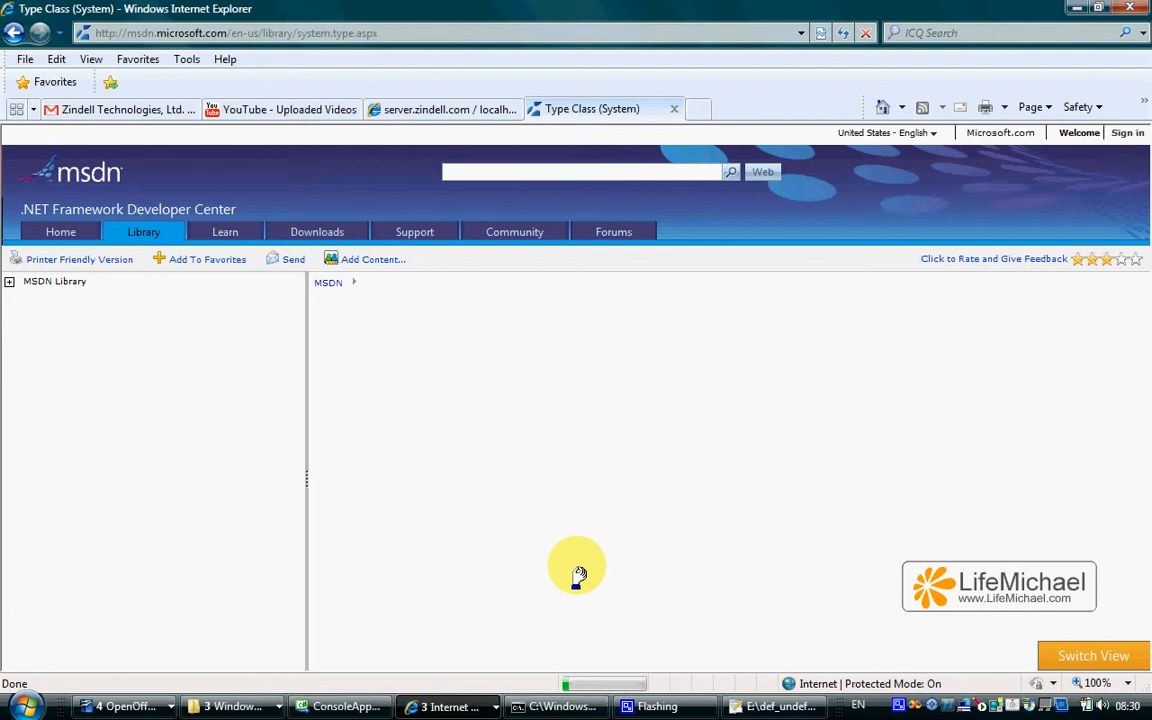 Type Class (System) - Windows Internet Explorer
http://msdn.microsoft.com/en-us/library/system.type.aspx
ICQ Search
File Edit View Favorites Tools Help
Favorites
Zindell Technologies, Ltd. ...
YouTube - Uploaded Videos
server.zindell.com / localh...
Type Class (System)
Page
Safety
United States - English
Microsoft.com
Welcome
Sign in
msdn
Web
.NET Framework Developer Center
Home Library Learn Downloads Support Community Forums
Printer Friendly Version
Add To Favorites
Send
Add Content...
Click to Rate and Give Feedback
MSDN Library
MSDN
LifeMichael
www.LifeMichael.com
Switch View
Done
Internet | Protected Mode: On
100%
4 OpenOff...
3 Window...
ConsoleApp...
3 Internet ...
C:\Windows...
Flashing
E:\def_undef...
EN
08:30